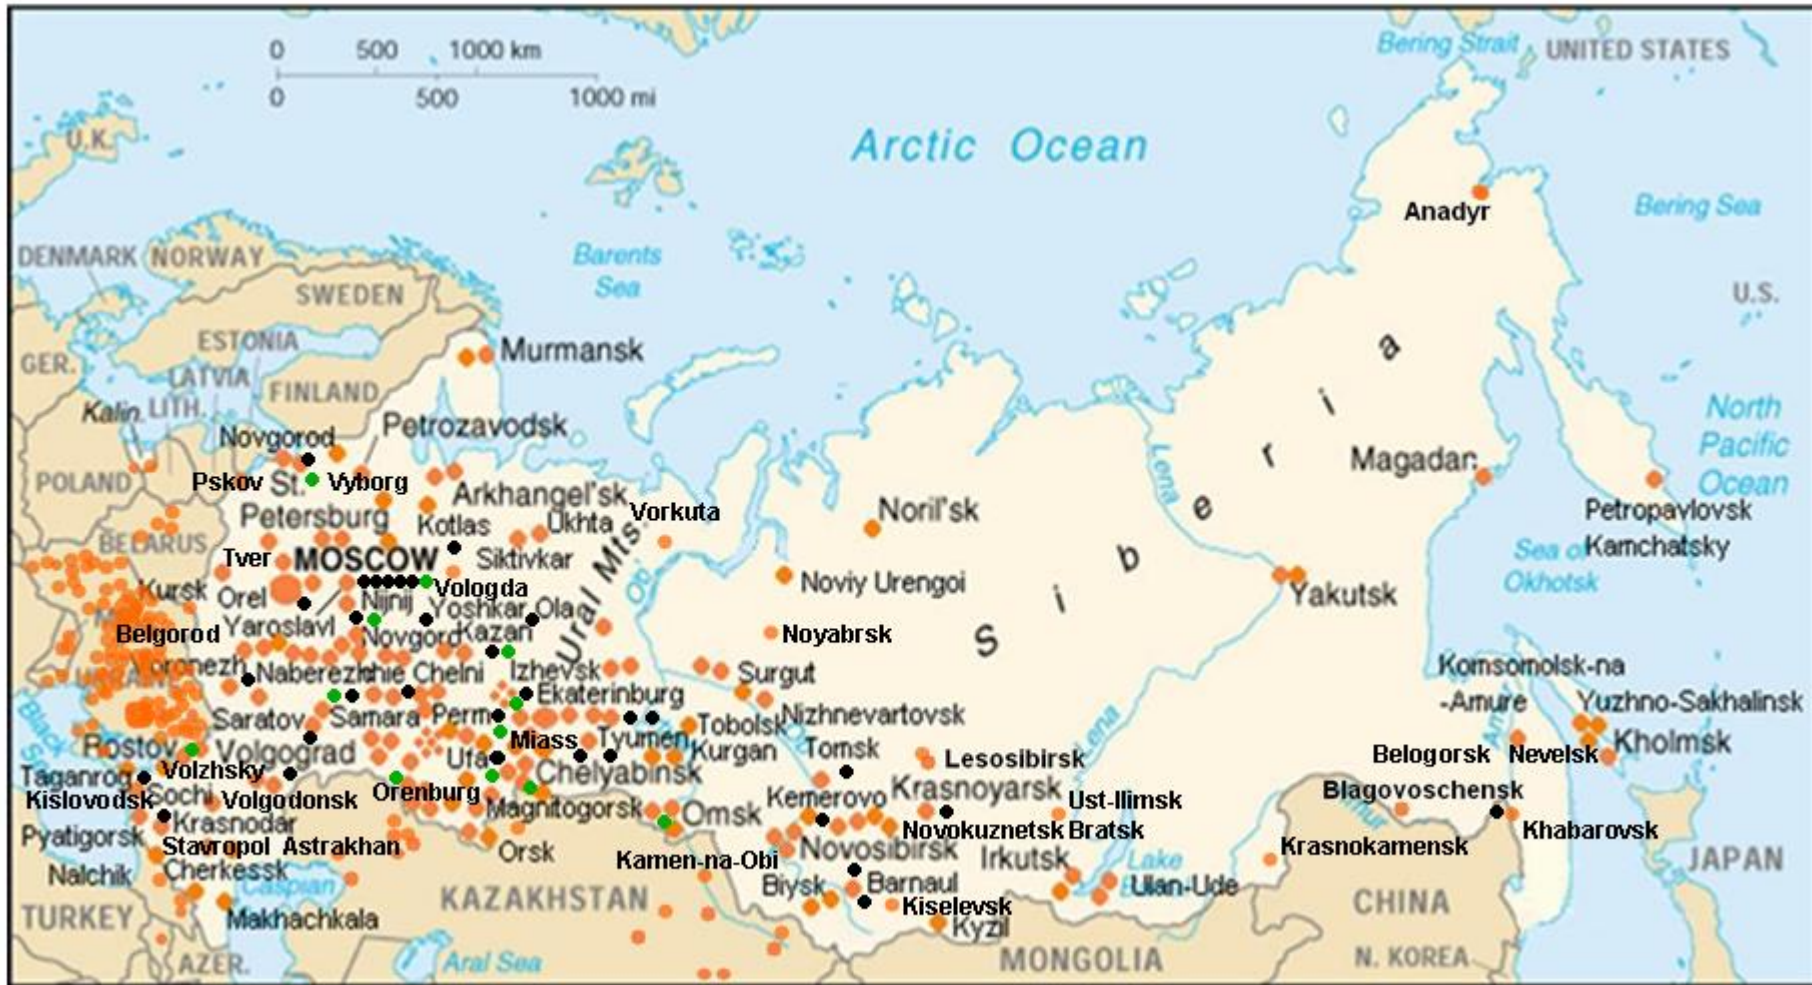 0 500 1000 km
0 500 1000 mi
Bering Strait
UNITED STATES
U.K.
Arctic Ocean
Anadyr
Bering Sea
DENMARK
NORWAY
Barents
Sea
SWEDEN
U.S.
ESTONIA
GER.
Murmansk
LATVIA
FINLAND
Kalin.
LITH.
North
Pacific
Ocean
Novgorod
Petrozavodsk
Lena
Magadan
POLAND
Pskov
St.
Petersburg
Vyborg
Arkhangel'sk
Noril'sk
Petropavlovsk
Kamchatsky
Kotlas
Ukhta
Vorkuta
BELARUS
Tver
MOSCOW
Siktivkar
Ural Mts.
Sea of
Okhotsk
Ob'
Noviy Urengoi
Siberia
Yakutsk
Kursk
Orel
Nijnij
Novgord
Vologda
Yoshkar Ola
Belgorod
Yaroslavl
Kazan
Noyabrsk
Naberezhnie Chelni
Izhevsk
Surgut
Komsomolsk-na
-Amure
Ekaterinburg
Yuzhno-Sakhalinsk
Black
Saratov
Samara
Perm
Tobolsk
Nizhnevartovsk
Lena
Rostov
Volgograd
Ufa
Miass
Tyumen
Kurgan
Tomsk
Lesosibirsk
Belogorsk
Nevelsk
Kholmsk
Taganrog
Volzhsky
Chelyabinsk
Krasnoyarsk
Kislovodsk
Sochi
Volgodonsk
Orenburg
Magnitogorsk
Omsk
Kemerovo
Ust-Ilimsk
Blagovoschensk
Pyatigorsk
Krasnodar
Novokuznetsk
Bratsk
Khabarovsk
Stavropol
Astrakhan
Orsk
Kamen-na-Obi
Novosibirsk
Irkutsk
Lake
Krasnokamensk
JAPAN
Nalchik
Cherkessk
Caspian
KAZAKHSTAN
Biysk
Barnaul
Ulan-Ude
CHINA
TURKEY
Makhachkala
Kiselevsk
Kyzil
AZER.
Aral Sea
MONGOLIA
N. KOREA